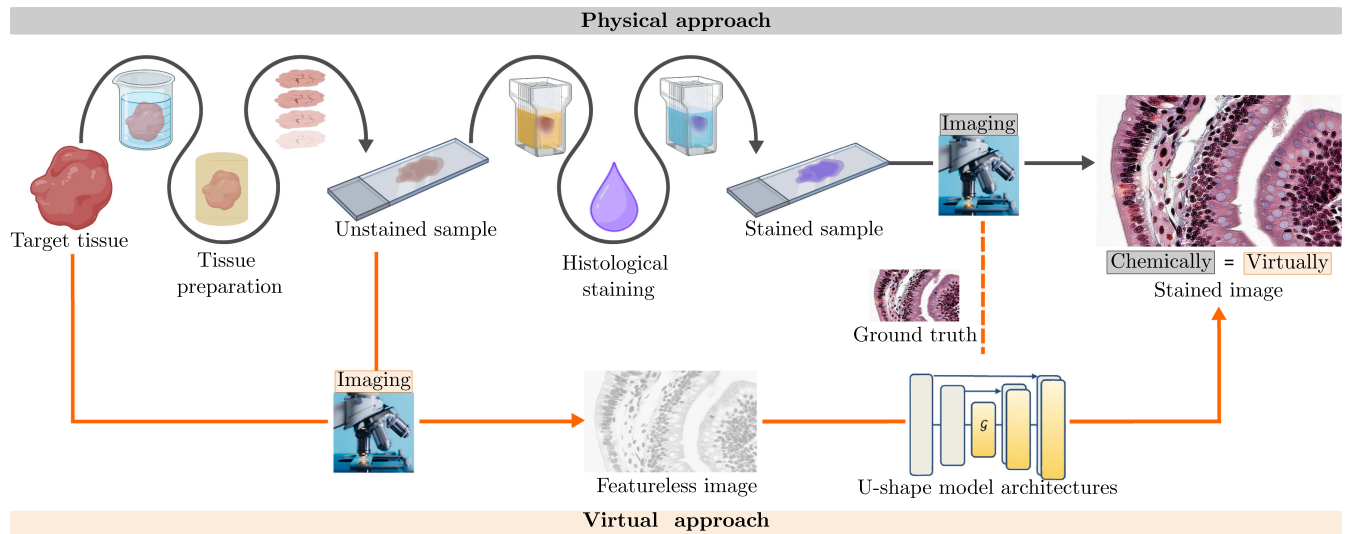 Physical approach
Imaging
Target tissue
Unstained sample
Stained sample
Tissue
preparation
Histological
staining
Chemically = Virtually
Stained image
Ground truth
Imaging
G
Featureless image
U-shape model architectures
Virtual approach